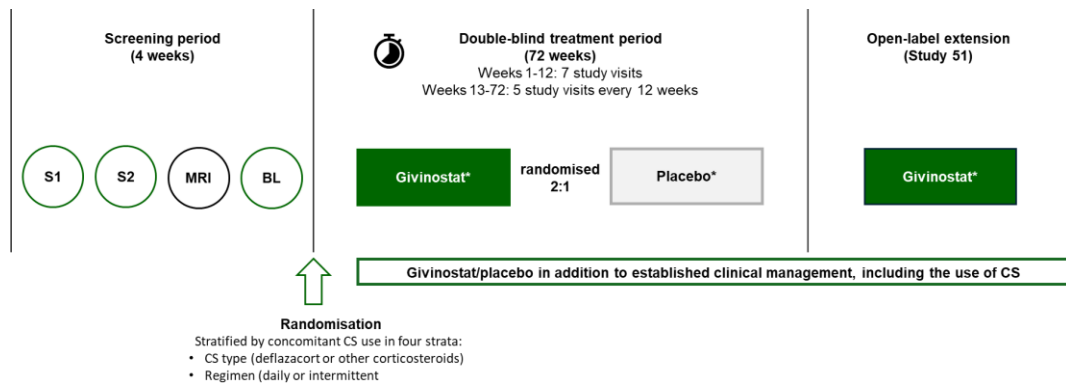 Screening period
(4 weeks)
Double-blind treatment period
(72 weeks)
Weeks 1-12: 7 study visits
Weeks 13-72: 5 study visits every 12 weeks
Open-label extension
(Study 51)
S1
S2
MRI
BL
Givinostat*
randomised
2:1
Placebo*
Givinostat*
Givinostat/placebo in addition to established clinical management, including the use of CS
Randomisation
Stratified by concomitant CS use in four strata:
• CS type (deflazacort or other corticosteroids)
• Regimen (daily or intermittent